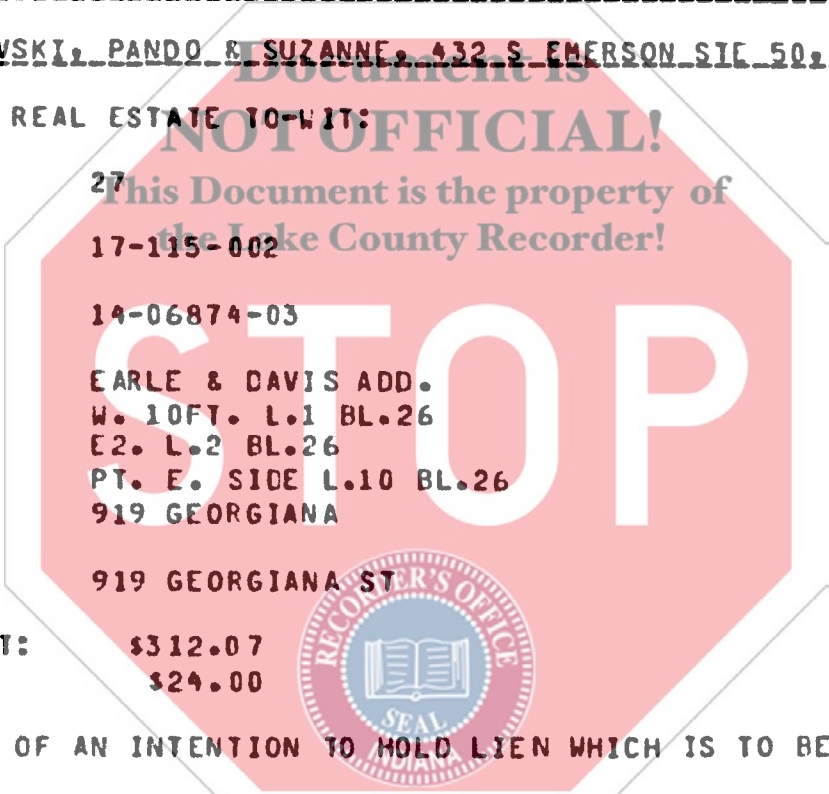 VSKI, PANDO & SUZANNE, 432 S EMERSON STE 50,
Document is
REAL ESTATE TO-WIT:
NOT OFFICIAL!
27
This Document is the property of
the Lake County Recorder!
17-115-002
14-06874-03
STOP
EARLE & DAVIS ADD.
W. 10FT. L.1 BL.26
E2. L.2 BL.26
PT. E. SIDE L.10 BL.26
919 GEORGIANA
919 GEORGIANA ST
RECORDER'S OFFICE
T: $312.07
$24.00
SEAL
INDIANA
OF AN INTENTION TO HOLD LIEN WHICH IS TO BE